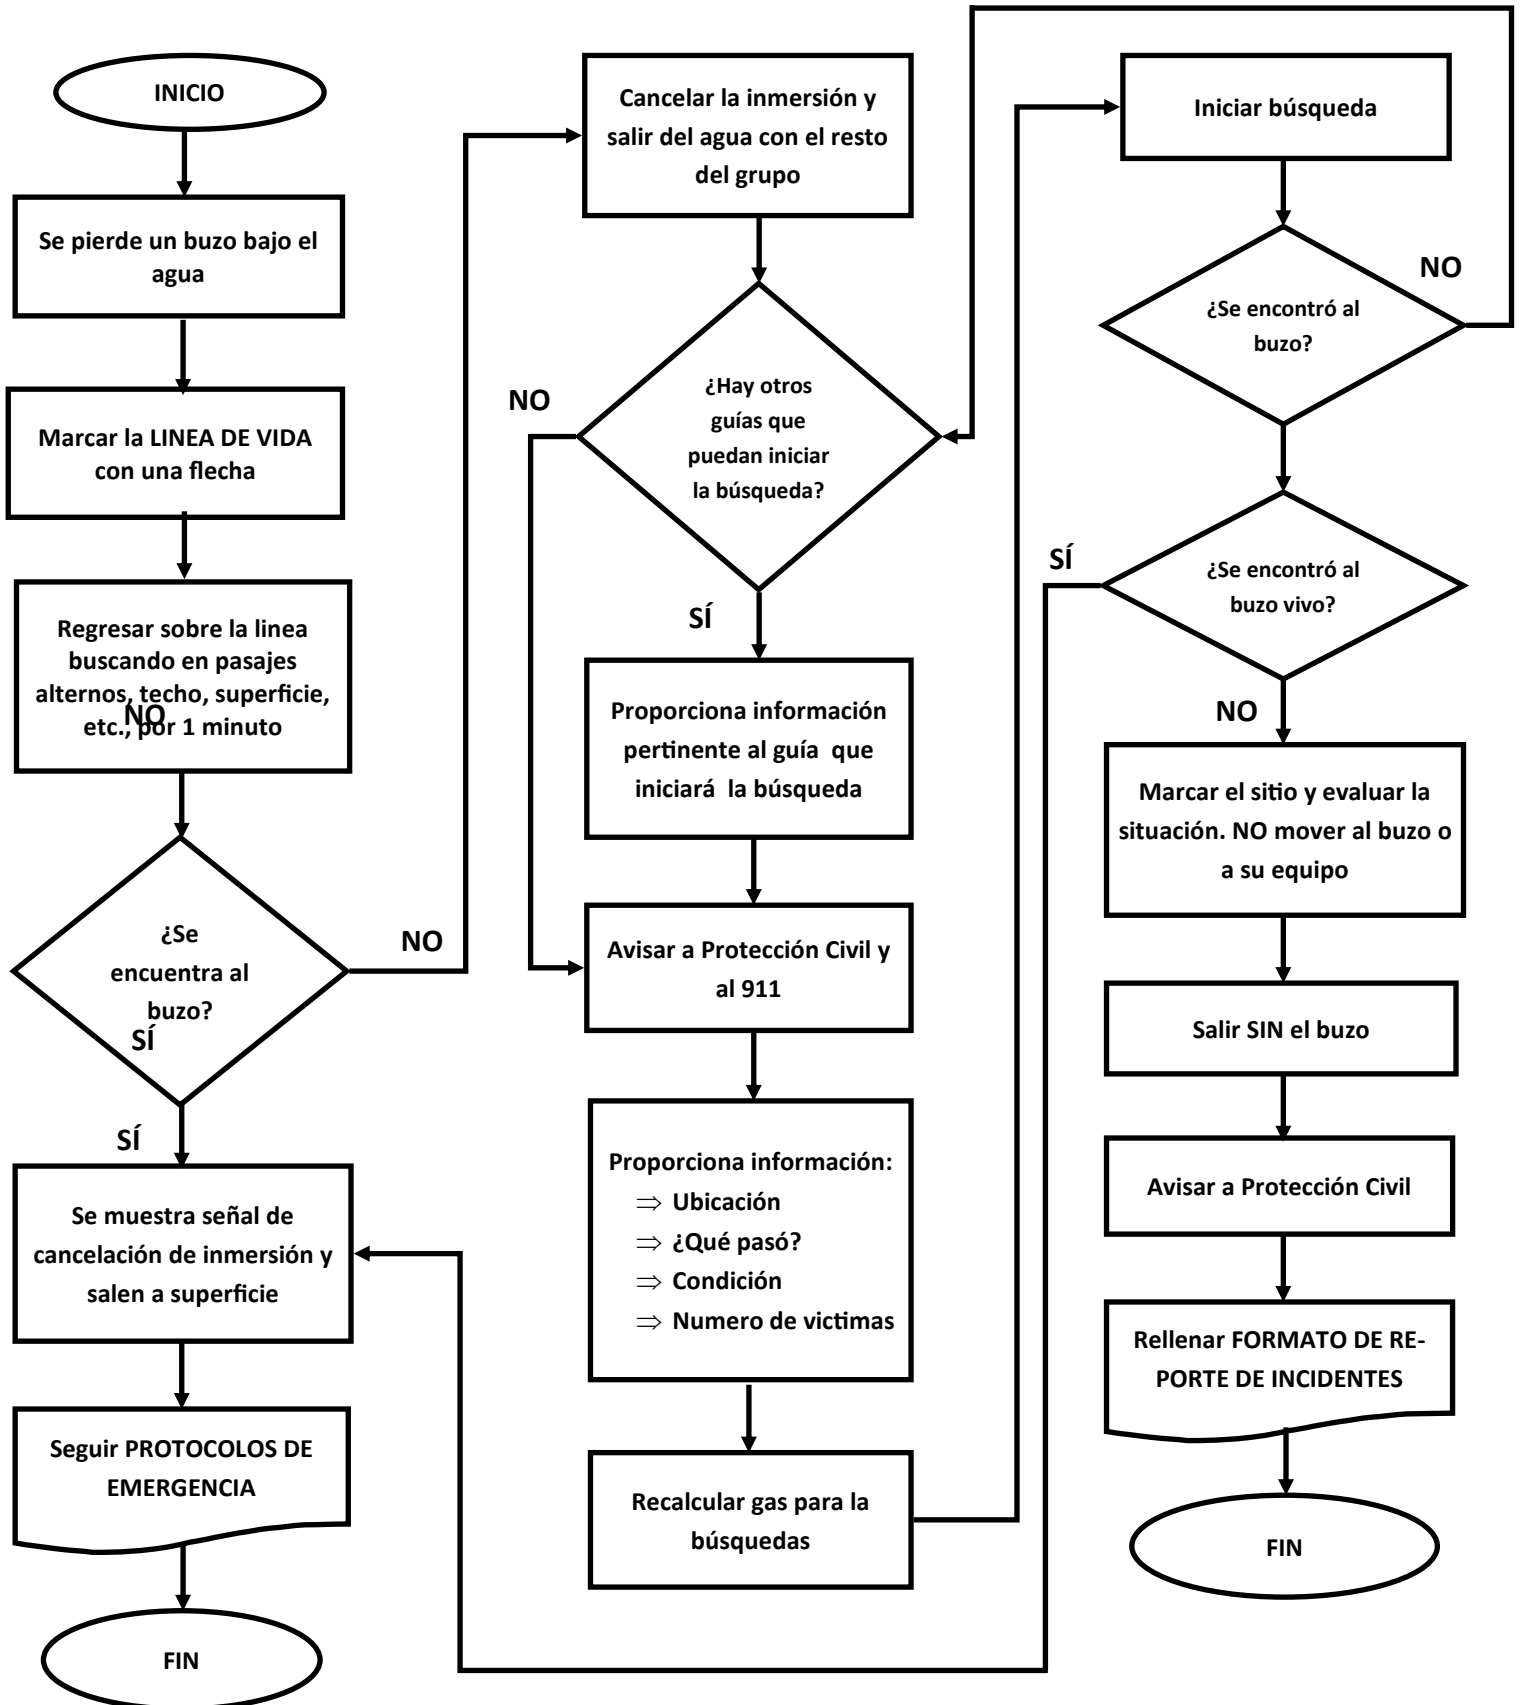 INICIO
Se pierde un buzo bajo el
agua
Marcar la LINEA DE VIDA
con una flecha
Regresar sobre la linea
buscando en pasajes
alternos, techo, superficie,
etc., por 1 minuto
NO
¿Se
encuentra al
buzo?
SÍ
NO
SÍ
Se muestra señal de
cancelación de inmersión y
salen a superficie
Seguir PROTOCOLOS DE
EMERGENCIA
FIN
Cancelar la inmersión y
salir del agua con el resto
del grupo
¿Hay otros
guías que
puedan iniciar
la búsqueda?
NO
SÍ
Proporciona información
pertinente al guía  que
iniciará  la búsqueda
Avisar a Protección Civil y
al 911
Proporciona información:
⇒ Ubicación
⇒ ¿Qué pasó?
⇒ Condición
⇒ Numero de victimas
Recalcular gas para la
búsquedas
Iniciar búsqueda
¿Se encontró al
buzo?
NO
¿Se encontró al
buzo vivo?
SÍ
NO
Marcar el sitio y evaluar la
situación. NO mover al buzo o
a su equipo
Salir SIN el buzo
Avisar a Protección Civil
Rellenar FORMATO DE RE-
PORTE DE INCIDENTES
FIN